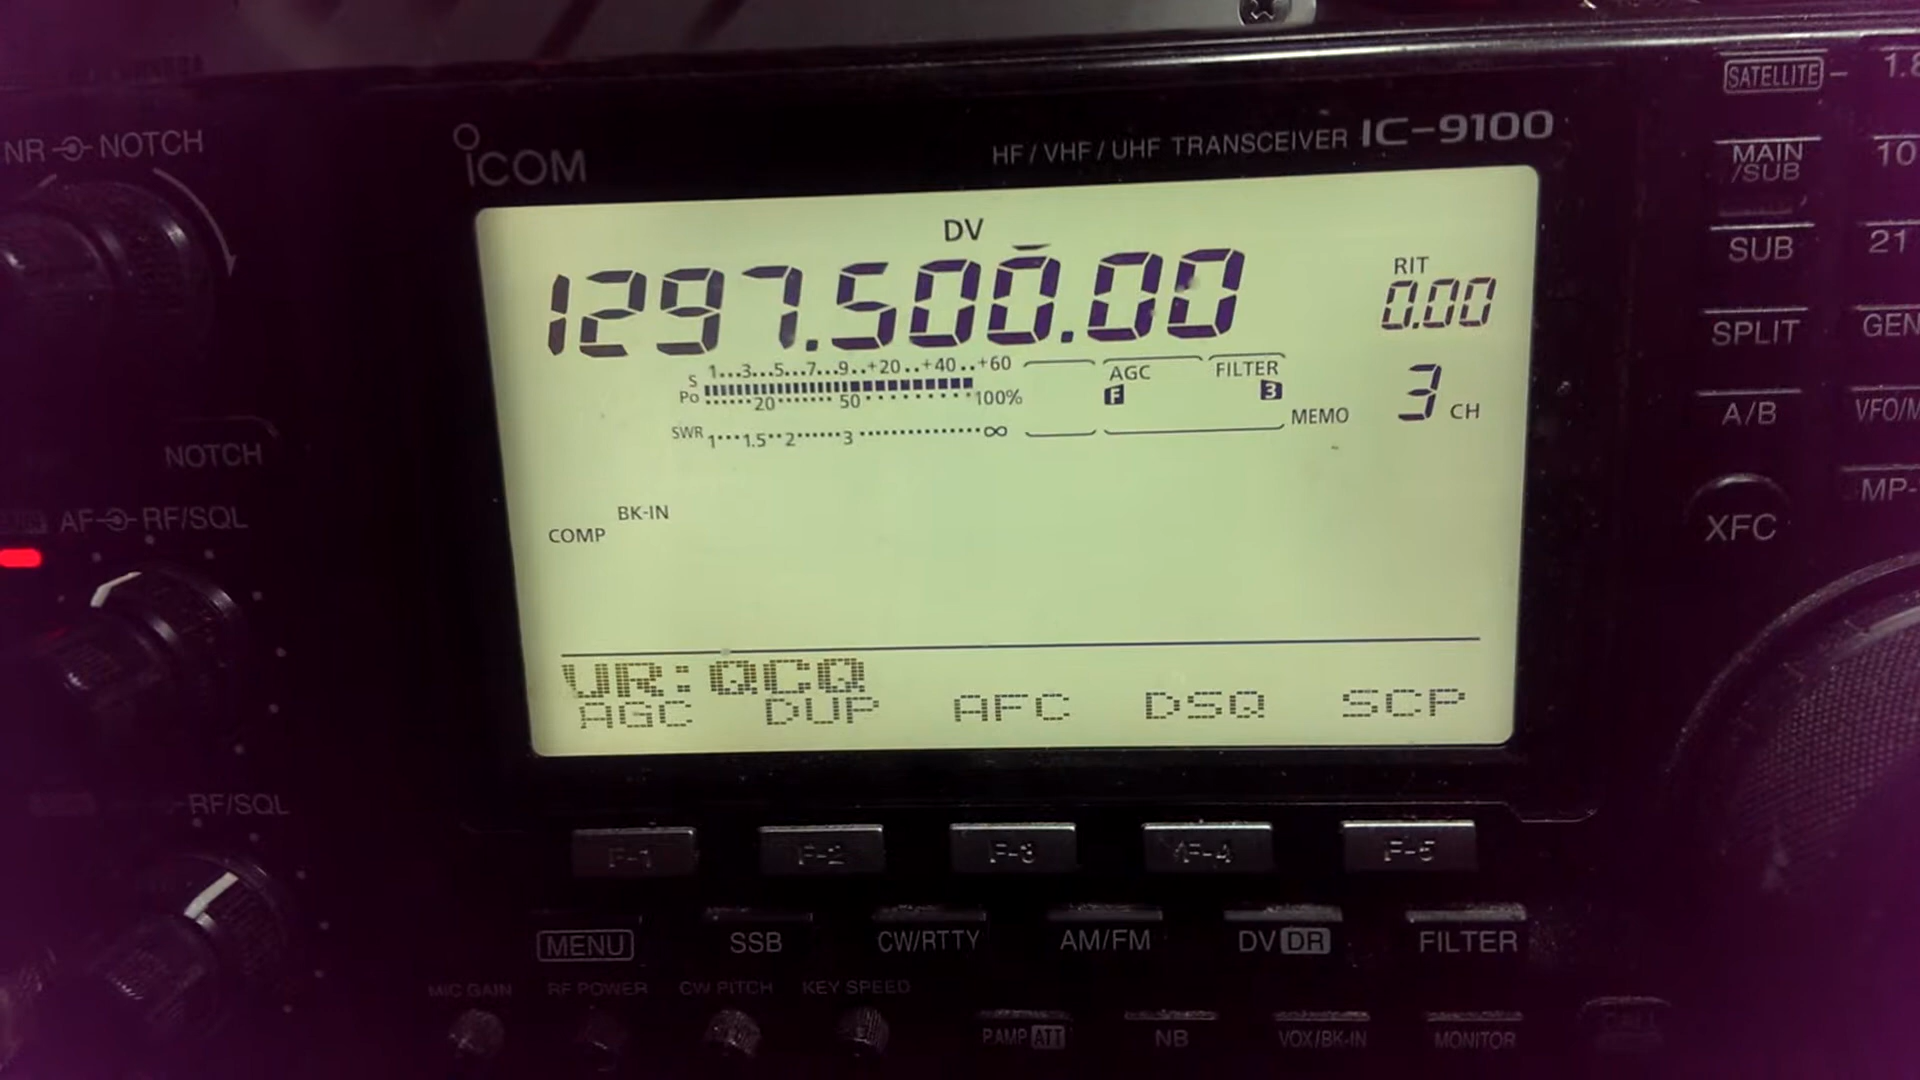 SATELLITE 1.8
ICOM HF/VHF/UHF TRANSCEIVER IC-9100
NR NOTCH
MAIN/SUB 10
DV
1297.500.00
RIT
0.00
SUB 21
S 1...3...5...7...9..+20..+40..+60
Po 20 50 100%
SWR 1 1.5 2 3 ∞
AGC FILTER
F 3
MEMO 3 CH
SPLIT GEN
A/B VFO/M
NOTCH
MP-
AF RF/SQL
BK-IN
COMP
XFC
UR:QCQ
AGC DUP AFC DSQ SCP
RF/SQL
F-1 F-2 F-3 F-4 F-5
MENU SSB CW/RTTY AM/FM DV DR FILTER
MIC GAIN RF POWER CW PITCH KEY SPEED
P.AMP ATT NB VOX/BK-IN MONITOR